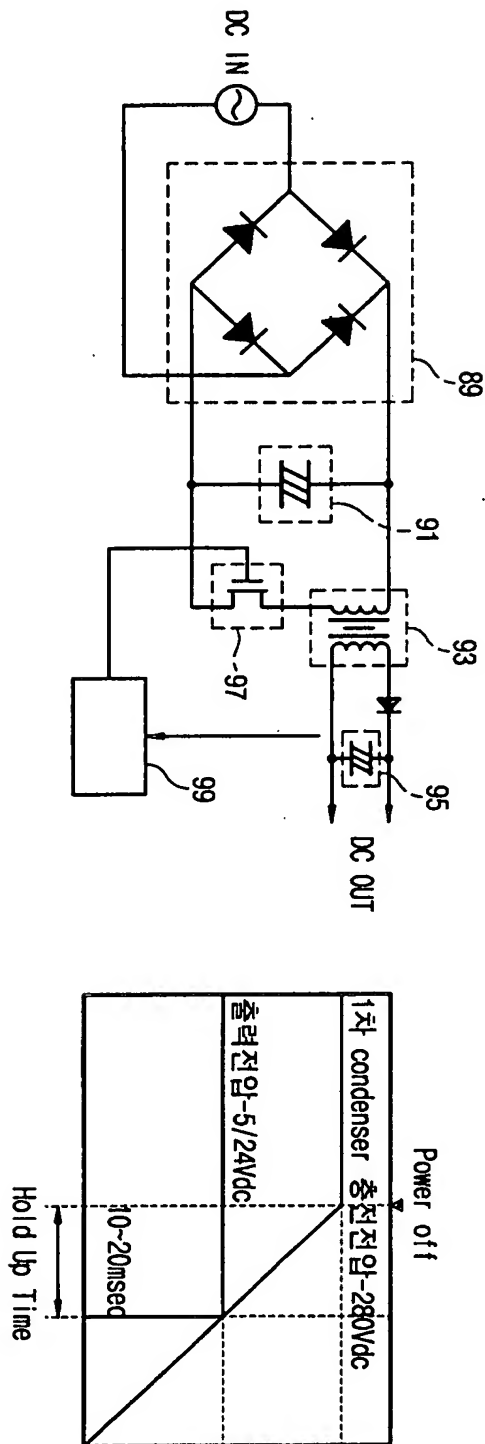 DC IN
89
91
93
97
95
99
DC OUT
Power off
1차 condenser 충전전압-280Vdc
출력전압-5/24Vdc
10~20msec
Hold Up Time